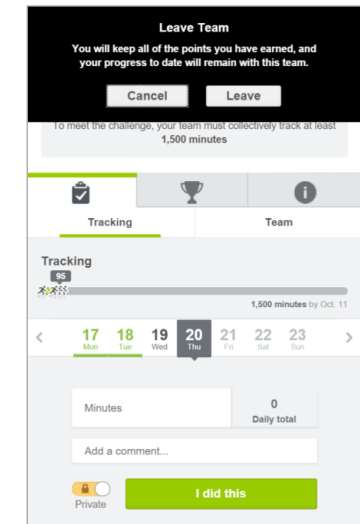 Leave Team
You will keep all of the points you have earned, and
your progress to date will remain with this team.
Cancel Leave
To meet the challenge, your team must collectively track at least
1,500 minutes
Tracking Team
Tracking
95
1,500 minutes by Oct. 11
17 18 19 20 21 22 23
Mon Tue Wed Thu Fri Sat Sun
Minutes 0
Daily total
Add a comment...
Private I did this